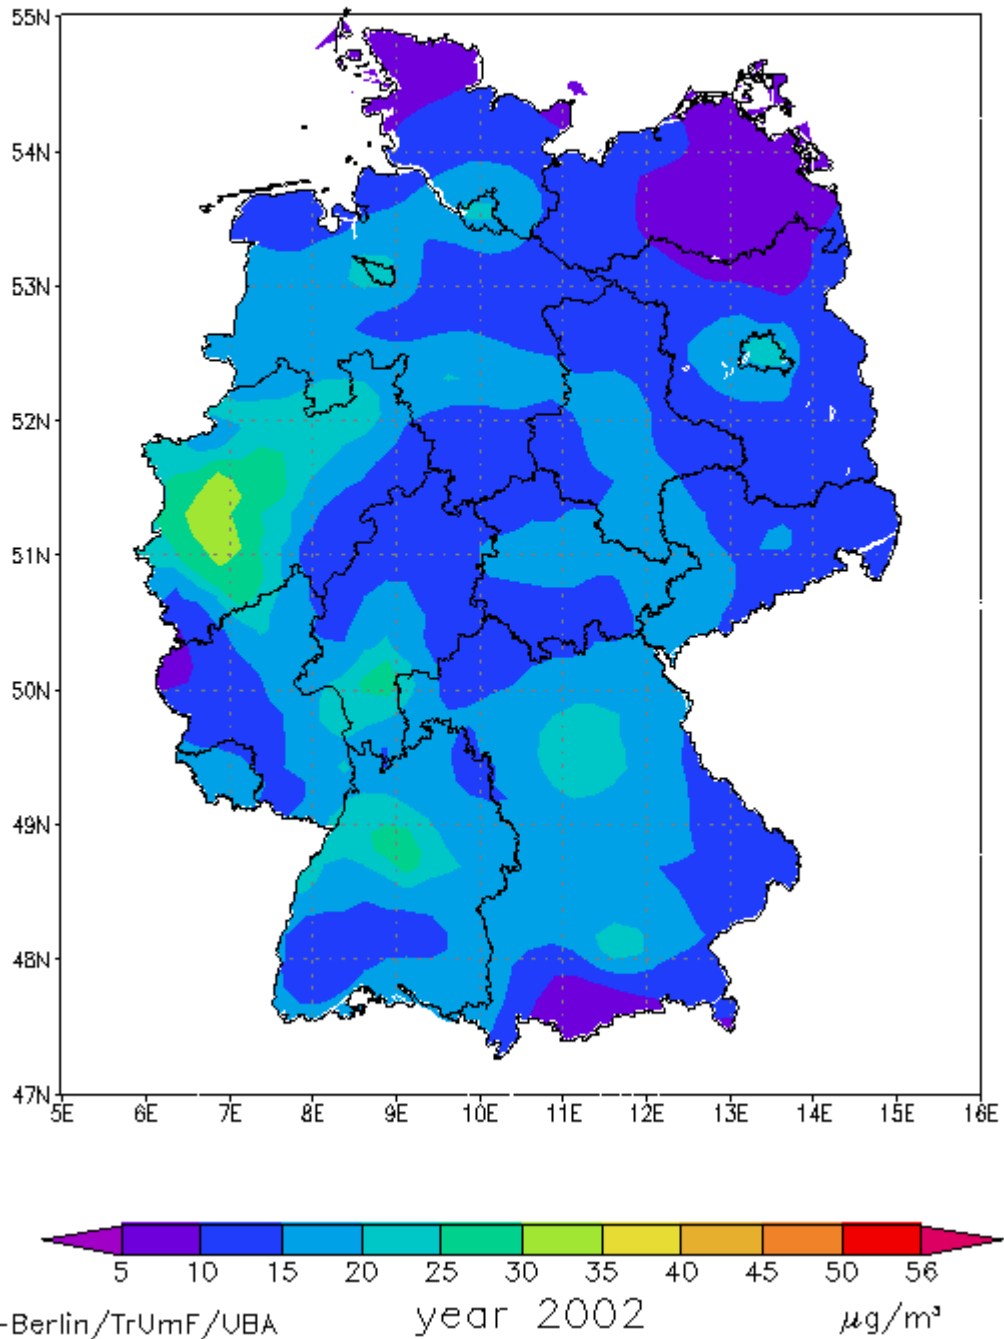 55N
54N
53N
52N
51N
50N
49N
48N
47N
5E 6E 7E 8E 9E 10E 11E 12E 13E 14E 15E 16E
5 10 15 20 25 30 35 40 45 50 56
-Berlin/TrUmF/UBA year 2002 µg/m³